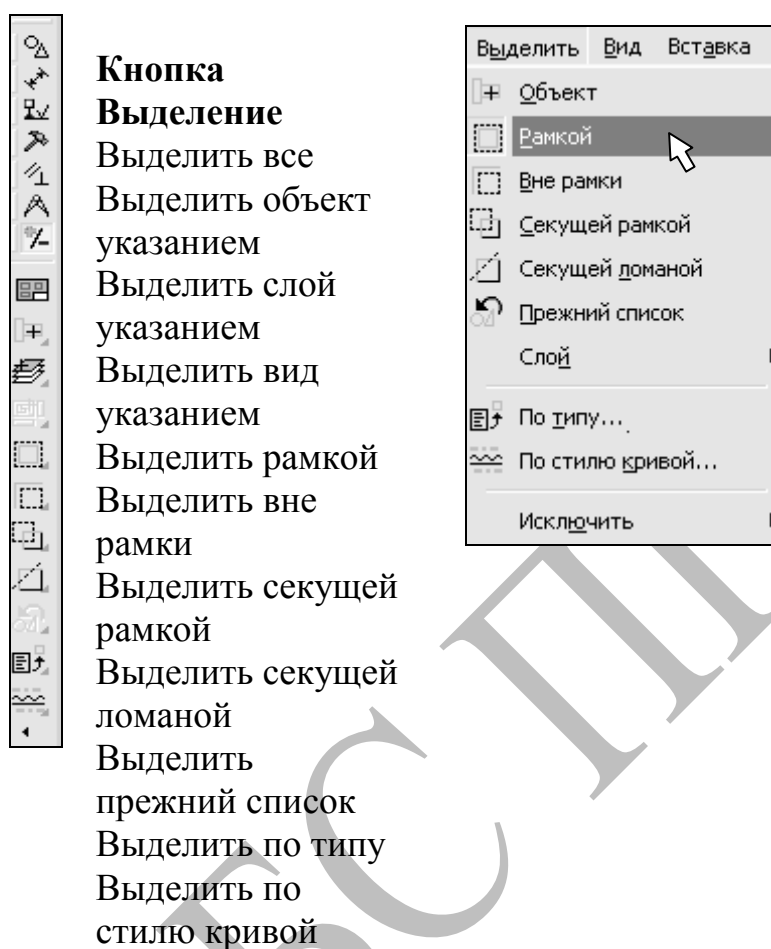 Кнопка
Выделение
Выделить все
Выделить объект
указанием
Выделить слой
указанием
Выделить вид
указанием
Выделить рамкой
Выделить вне
рамки
Выделить секущей
рамкой
Выделить секущей
ломаной
Выделить
прежний список
Выделить по типу
Выделить по
стилю кривой
Выделить Вид Вставка
Объект
Рамкой
Вне рамки
Секущей рамкой
Секущей ломаной
Прежний список
Слой
По типу...
По стилю кривой...
Исключить
БС П